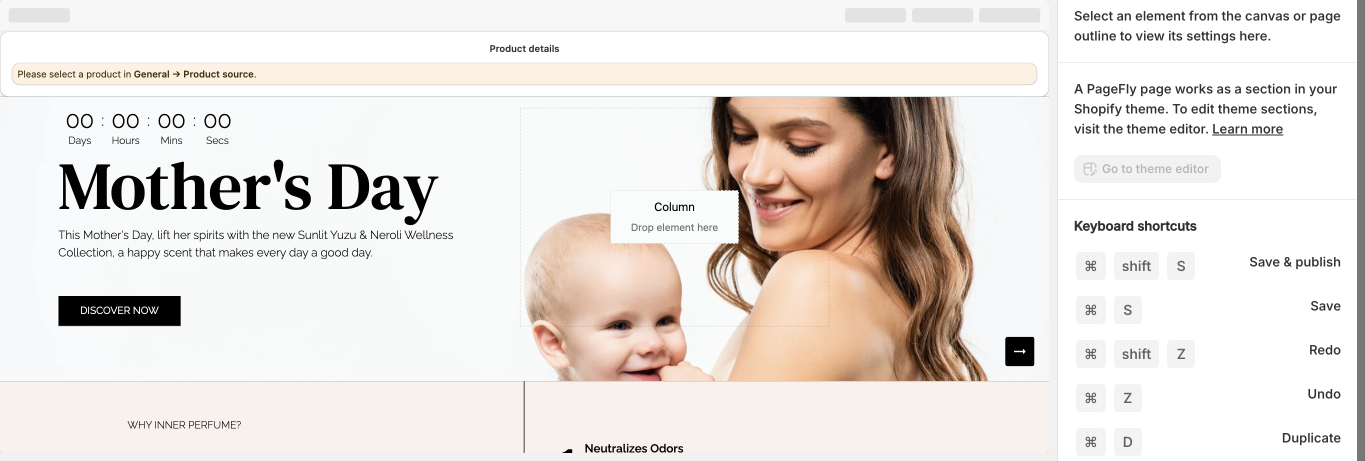 Product details
Please select a product in General → Product source.
00 : 00 : 00 : 00
Days Hours Mins Secs
Mother's Day
This Mother's Day, lift her spirits with the new Sunlit Yuzu & Neroli Wellness
Collection, a happy scent that makes every day a good day.
DISCOVER NOW
Column
Drop element here
→
WHY INNER PERFUME?
Neutralizes Odors
Select an element from the canvas or page
outline to view its settings here.
A PageFly page works as a section in your
Shopify theme. To edit theme sections,
visit the theme editor. Learn more
Go to theme editor
Keyboard shortcuts
⌘ shift S Save & publish
⌘ S Save
⌘ shift Z Redo
⌘ Z Undo
⌘ D Duplicate